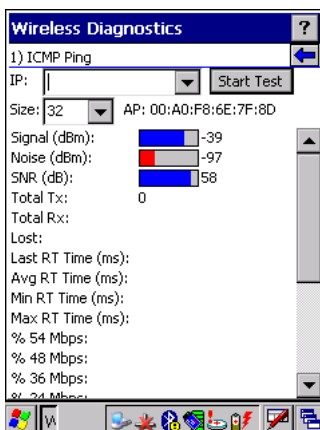 Wireless Diagnostics ?
1) ICMP Ping
IP: Start Test
Size: 32 AP: 00:A0:F8:6E:7F:8D
Signal (dBm): -39
Noise (dBm): -97
SNR (dB): 58
Total Tx: 0
Total Rx:
Lost:
Last RT Time (ms):
Avg RT Time (ms):
Min RT Time (ms):
Max RT Time (ms):
% 54 Mbps:
% 48 Mbps:
% 36 Mbps:
% 24 Mbps: